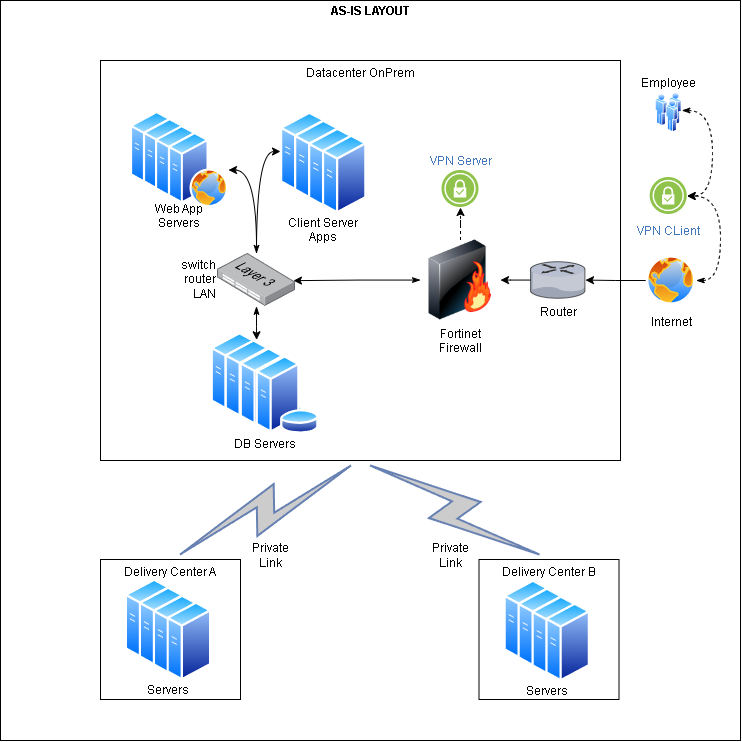 AS-IS LAYOUT
Datacenter OnPrem
Employee
VPN Server
Web App
Servers
Client Server
Apps
VPN CLient
switch
router
LAN
Layer 3
Router
Internet
Fortinet
Firewall
DB Servers
Private
Link
Private
Link
Delivery Center A
Delivery Center B
Servers
Servers